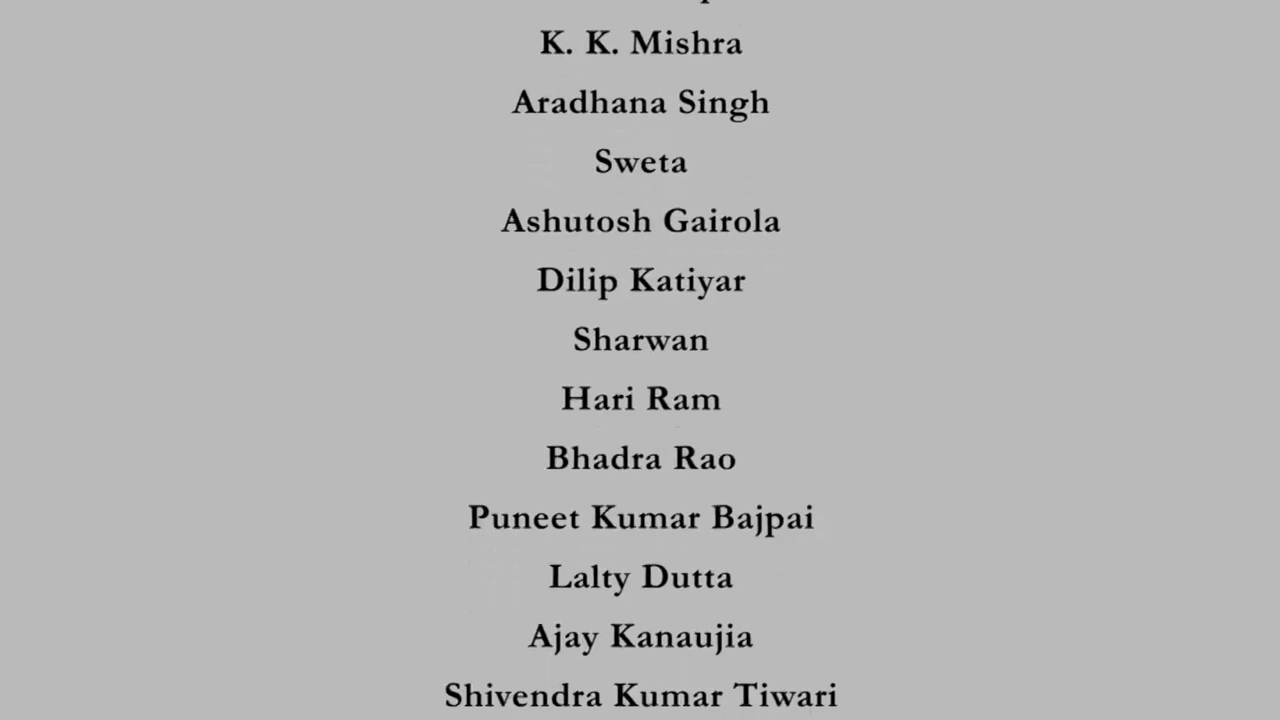 K. K. Mishra
Aradhana Singh
Sweta
Ashutosh Gairola
Dilip Katiyar
Sharwan
Hari Ram
Bhadra Rao
Puneet Kumar Bajpai
Lalty Dutta
Ajay Kanaujia
Shivendra Kumar Tiwari